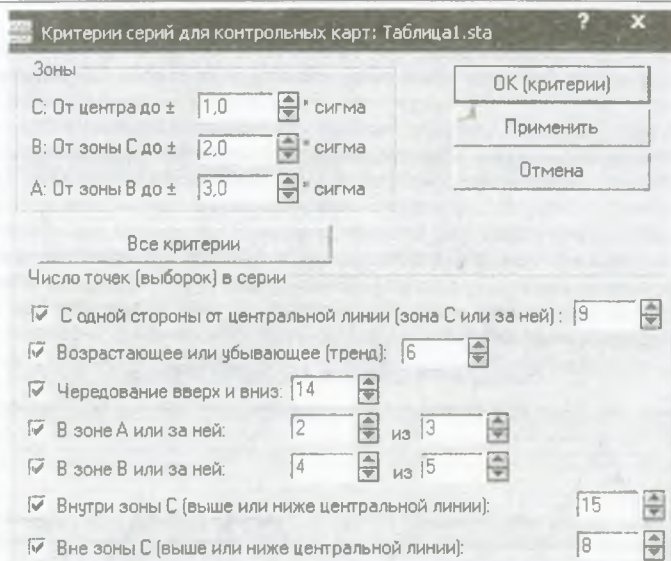 Критерии серий для контрольных карт: Таблица1.sta ? x
Зоны
C: От центра до ± 1,0 * сигма
B: От зоны C до ± 2,0 * сигма
A: От зоны B до ± 3,0 * сигма
OK (критерии)
Применить
Отмена
Все критерии
Число точек (выборок) в серии
С одной стороны от центральной линии (зона C или за ней) : 9
Возрастающее или убывающее (тренд): 6
Чередование вверх и вниз: 14
В зоне A или за ней: 2 из 3
В зоне B или за ней: 4 из 5
Внутри зоны C (выше или ниже центральной линии): 15
Вне зоны C (выше или ниже центральной линии): 8